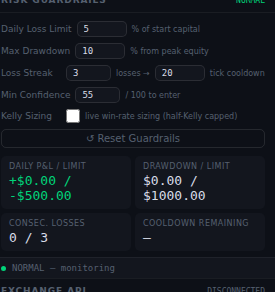 RISK GUARDRAILS NORMAL
Daily Loss Limit 5 % of start capital
Max Drawdown 10 % from peak equity
Loss Streak 3 losses → 20 tick cooldown
Min Confidence 55 / 100 to enter
Kelly Sizing live win-rate sizing (half-Kelly capped)
↺ Reset Guardrails
DAILY P&L / LIMIT
+$0.00 /
-$500.00
DRAWDOWN / LIMIT
$0.00 /
$1000.00
CONSEC. LOSSES
0 / 3
COOLDOWN REMAINING
—
NORMAL — monitoring
EXCHANGE API DISCONNECTED